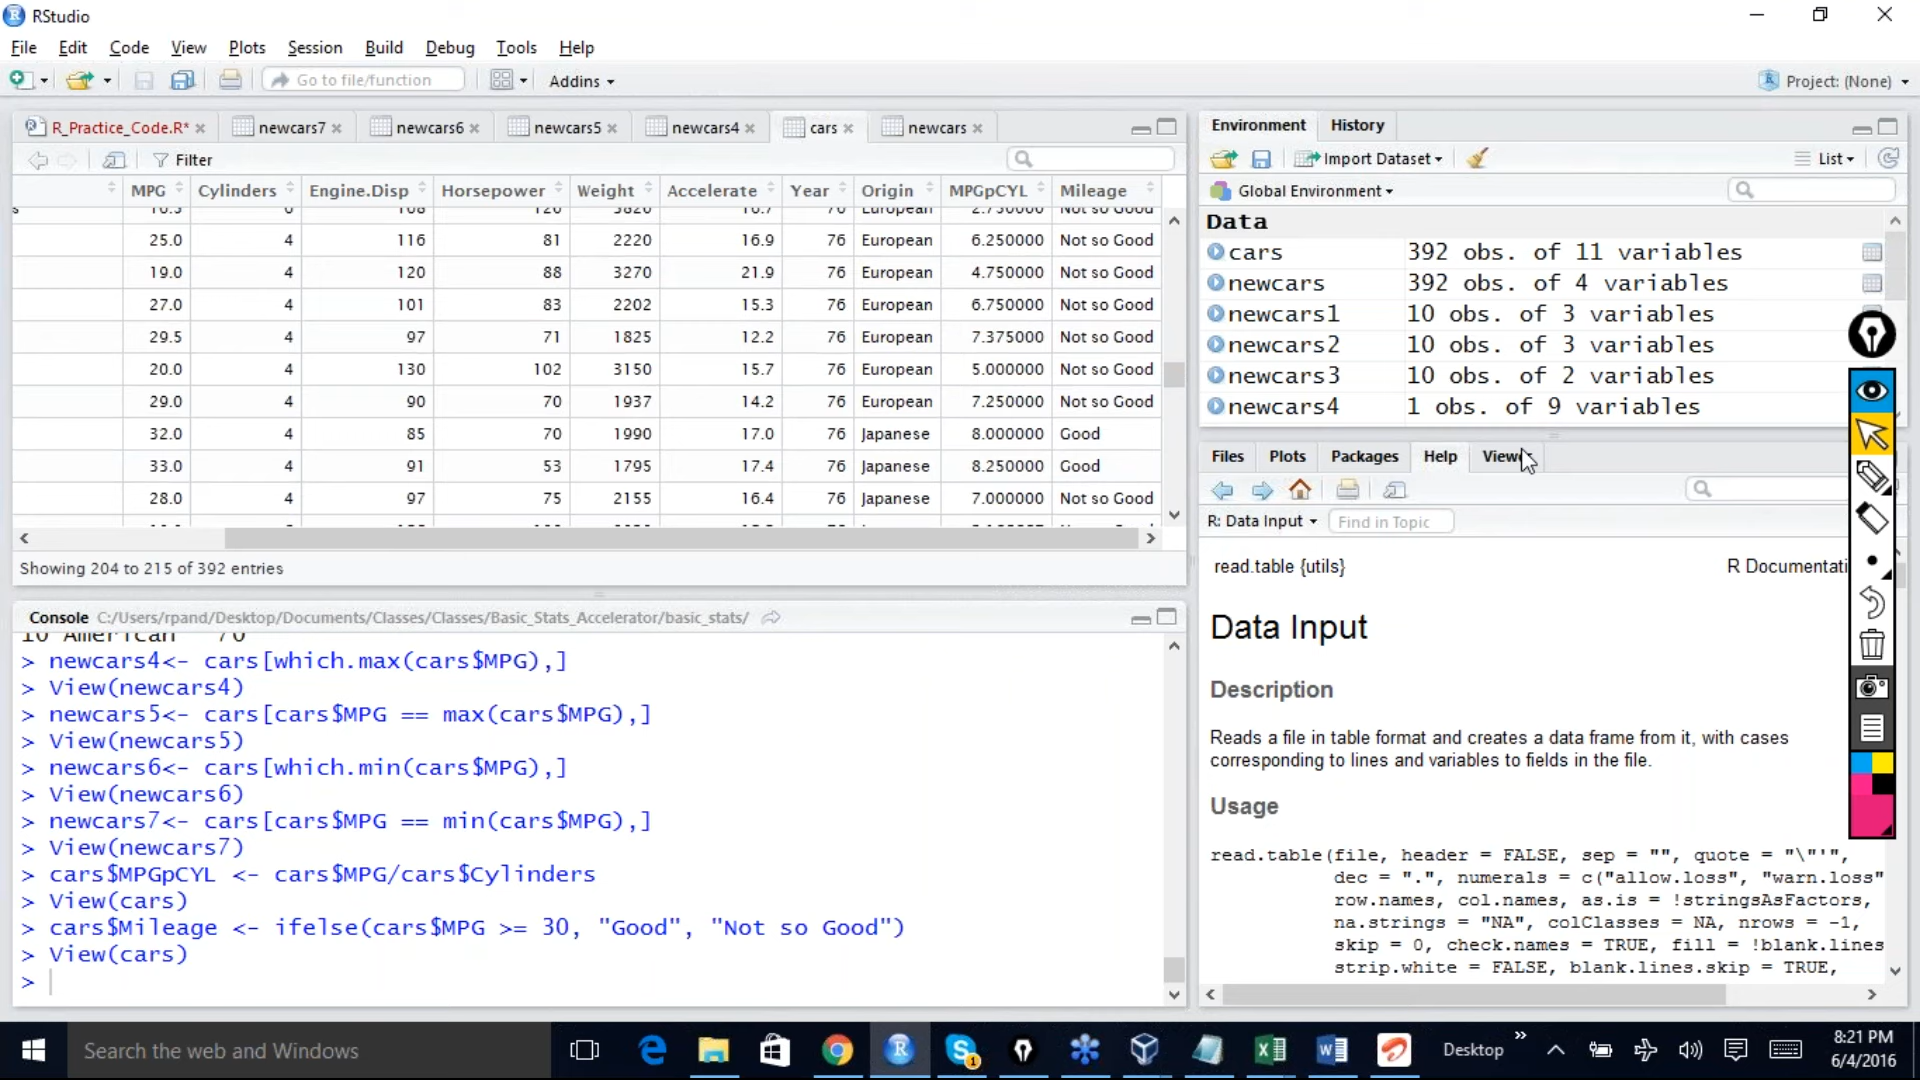 RStudio
File Edit Code View Plots Session Build Debug Tools Help
Go to file/function Addins Project: (None)
R_Practice_Code.R* newcars7 newcars6 newcars5 newcars4 cars newcars
Filter
MPG Cylinders Engine.Disp Horsepower Weight Accelerate Year Origin MPGpCYL Mileage
25.0 4 116 81 2220 16.9 76 European 6.250000 Not so Good
19.0 4 120 88 3270 21.9 76 European 4.750000 Not so Good
27.0 4 101 83 2202 15.3 76 European 6.750000 Not so Good
29.5 4 97 71 1825 12.2 76 European 7.375000 Not so Good
20.0 4 130 102 3150 15.7 76 European 5.000000 Not so Good
29.0 4 90 70 1937 14.2 76 European 7.250000 Not so Good
32.0 4 85 70 1990 17.0 76 Japanese 8.000000 Good
33.0 4 91 53 1795 17.4 76 Japanese 8.250000 Good
28.0 4 97 75 2155 16.4 76 Japanese 7.000000 Not so Good
Showing 204 to 215 of 392 entries
Console C:/Users/rpand/Desktop/Documents/Classes/Classes/Basic_Stats_Accelerator/basic_stats/
10 American 70
> newcars4<- cars[which.max(cars$MPG),]
> View(newcars4)
> newcars5<- cars[cars$MPG == max(cars$MPG),]
> View(newcars5)
> newcars6<- cars[which.min(cars$MPG),]
> View(newcars6)
> newcars7<- cars[cars$MPG == min(cars$MPG),]
> View(newcars7)
> cars$MPGpCYL <- cars$MPG/cars$Cylinders
> View(cars)
> cars$Mileage <- ifelse(cars$MPG >= 30, "Good", "Not so Good")
> View(cars)
>
Environment History
Import Dataset List
Global Environment
Data
cars 392 obs. of 11 variables
newcars 392 obs. of 4 variables
newcars1 10 obs. of 3 variables
newcars2 10 obs. of 3 variables
newcars3 10 obs. of 2 variables
newcars4 1 obs. of 9 variables
Files Plots Packages Help Viewer
R: Data Input Find in Topic
read.table {utils} R Documentati
Data Input
Description
Reads a file in table format and creates a data frame from it, with cases
corresponding to lines and variables to fields in the file.
Usage
read.table(file, header = FALSE, sep = "", quote = "\"'",
dec = ".", numerals = c("allow.loss", "warn.loss"
row.names, col.names, as.is = !stringsAsFactors,
na.strings = "NA", colClasses = NA, nrows = -1,
skip = 0, check.names = TRUE, fill = !blank.lines
strip.white = FALSE, blank.lines.skip = TRUE,
Search the web and Windows
Desktop
8:21 PM
6/4/2016